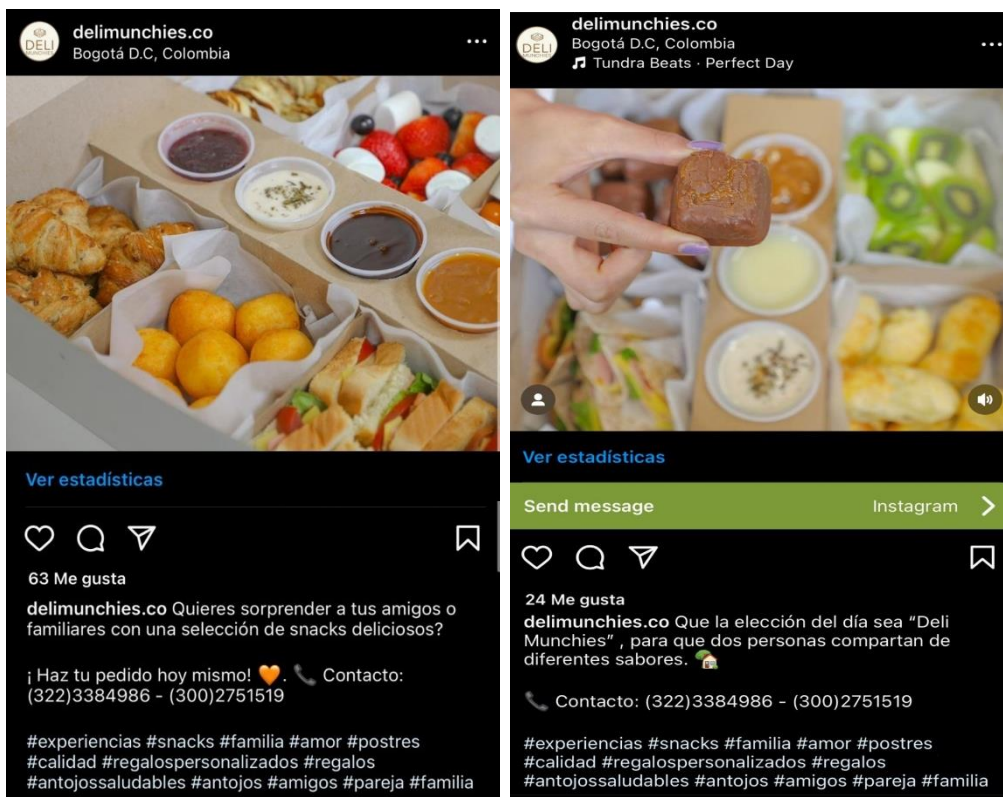 DELI
MUNCHIES
delimunchies.co
Bogotá D.C, Colombia
Ver estadísticas
63 Me gusta
delimunchies.co Quieres sorprender a tus amigos o
familiares con una selección de snacks deliciosos?
¡ Haz tu pedido hoy mismo! 🧡. 📞 Contacto:
(322)3384986 - (300)2751519
#experiencias #snacks #familia #amor #postres
#calidad #regalospersonalizados #regalos
#antojossaludables #antojos #amigos #pareja #familia
DELI
MUNCHIES
delimunchies.co
Bogotá D.C, Colombia
Tundra Beats · Perfect Day
Ver estadísticas
Send message Instagram
24 Me gusta
delimunchies.co Que la elección del día sea “Deli
Munchies” , para que dos personas compartan de
diferentes sabores. 🏡
📞 Contacto: (322)3384986 - (300)2751519
#experiencias #snacks #familia #amor #postres
#calidad #regalospersonalizados #regalos
#antojossaludables #antojos #amigos #pareja #familia